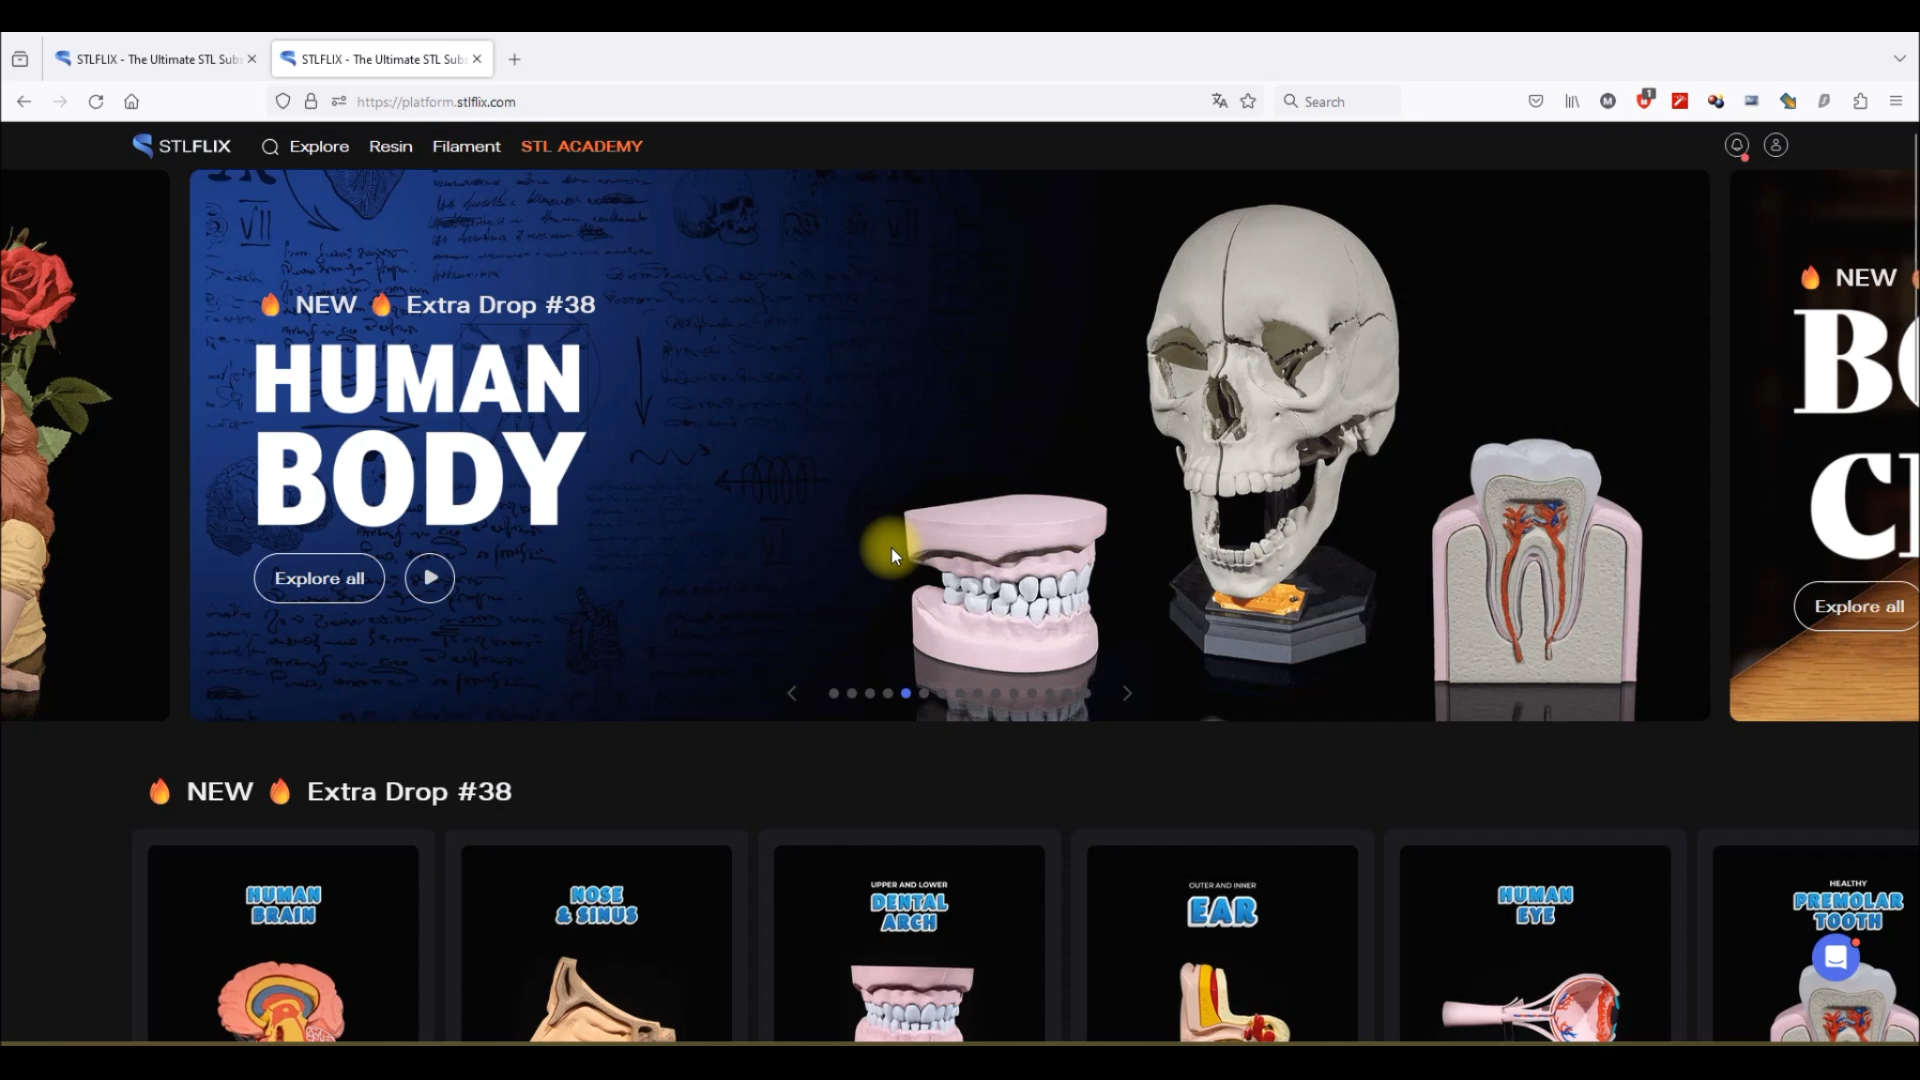 STLFLIX - The Ultimate STL Subs
STLFLIX - The Ultimate STL Subs
https://platform.stlflix.com
Search
STLFLIX
Explore
Resin
Filament
STL ACADEMY
NEW Extra Drop #38
HUMAN
BODY
Explore all
NEW
Explore all
NEW Extra Drop #38
HUMAN
BRAIN
NOSE
& SINUS
UPPER AND LOWER
DENTAL
ARCH
OUTER AND INNER
EAR
HUMAN
EYE
HEALTHY
PREMOLAR
TOOTH